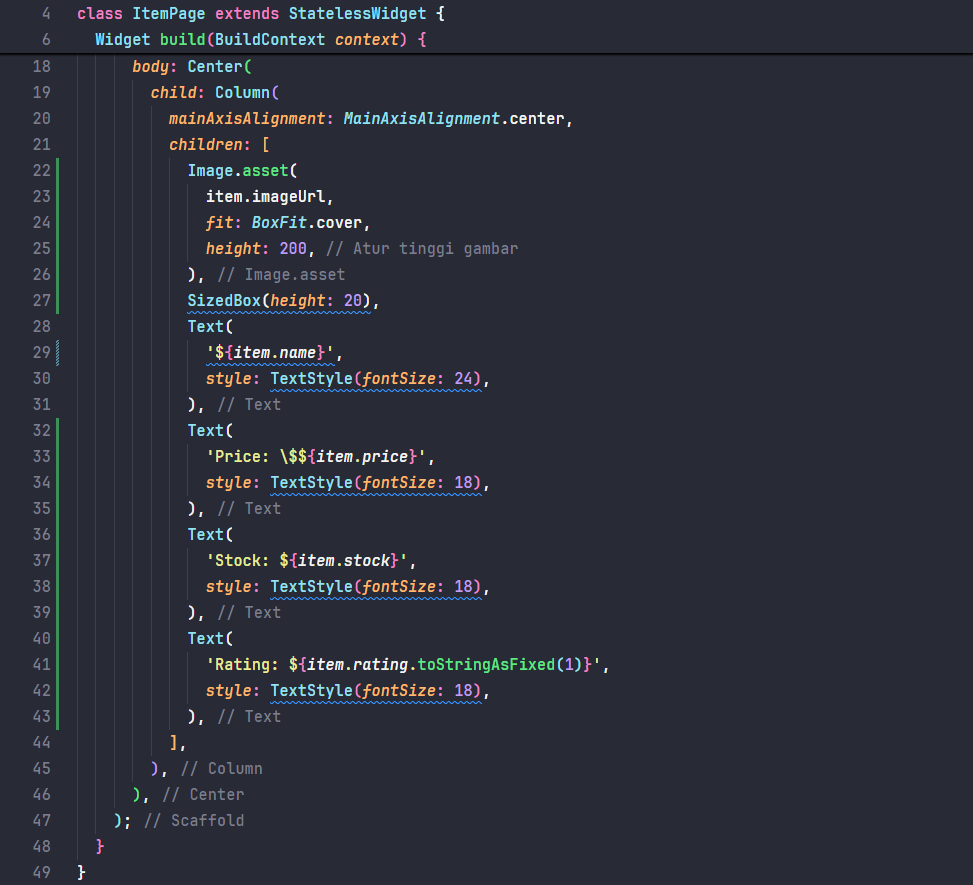 4 class ItemPage extends StatelessWidget {
6 Widget build(BuildContext context) {
18 body: Center(
19 child: Column(
20 mainAxisAlignment: MainAxisAlignment.center,
21 children: [
22 Image.asset(
23 item.imageUrl,
24 fit: BoxFit.cover,
25 height: 200, // Atur tinggi gambar
26 ), // Image.asset
27 SizedBox(height: 20),
28 Text(
29 '${item.name}',
30 style: TextStyle(fontSize: 24),
31 ), // Text
32 Text(
33 'Price: \$${item.price}',
34 style: TextStyle(fontSize: 18),
35 ), // Text
36 Text(
37 'Stock: ${item.stock}',
38 style: TextStyle(fontSize: 18),
39 ), // Text
40 Text(
41 'Rating: ${item.rating.toStringAsFixed(1)}',
42 style: TextStyle(fontSize: 18),
43 ), // Text
44 ],
45 ), // Column
46 ), // Center
47 ); // Scaffold
48 }
49 }